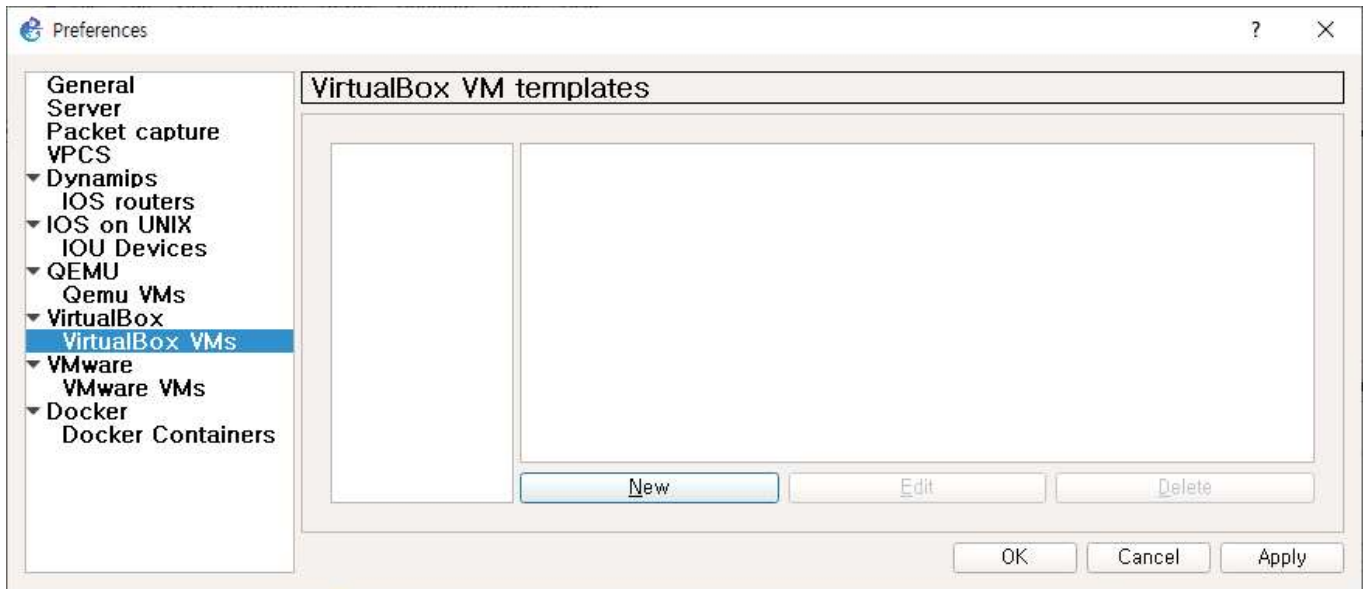 Preferences
?
General
Server
Packet capture
VPCS
Dynamips
IOS routers
IOS on UNIX
IOU Devices
QEMU
Qemu VMs
VirtualBox
VirtualBox VMs
VMware
VMware VMs
Docker
Docker Containers
VirtualBox VM templates
New
Edit
Delete
OK
Cancel
Apply